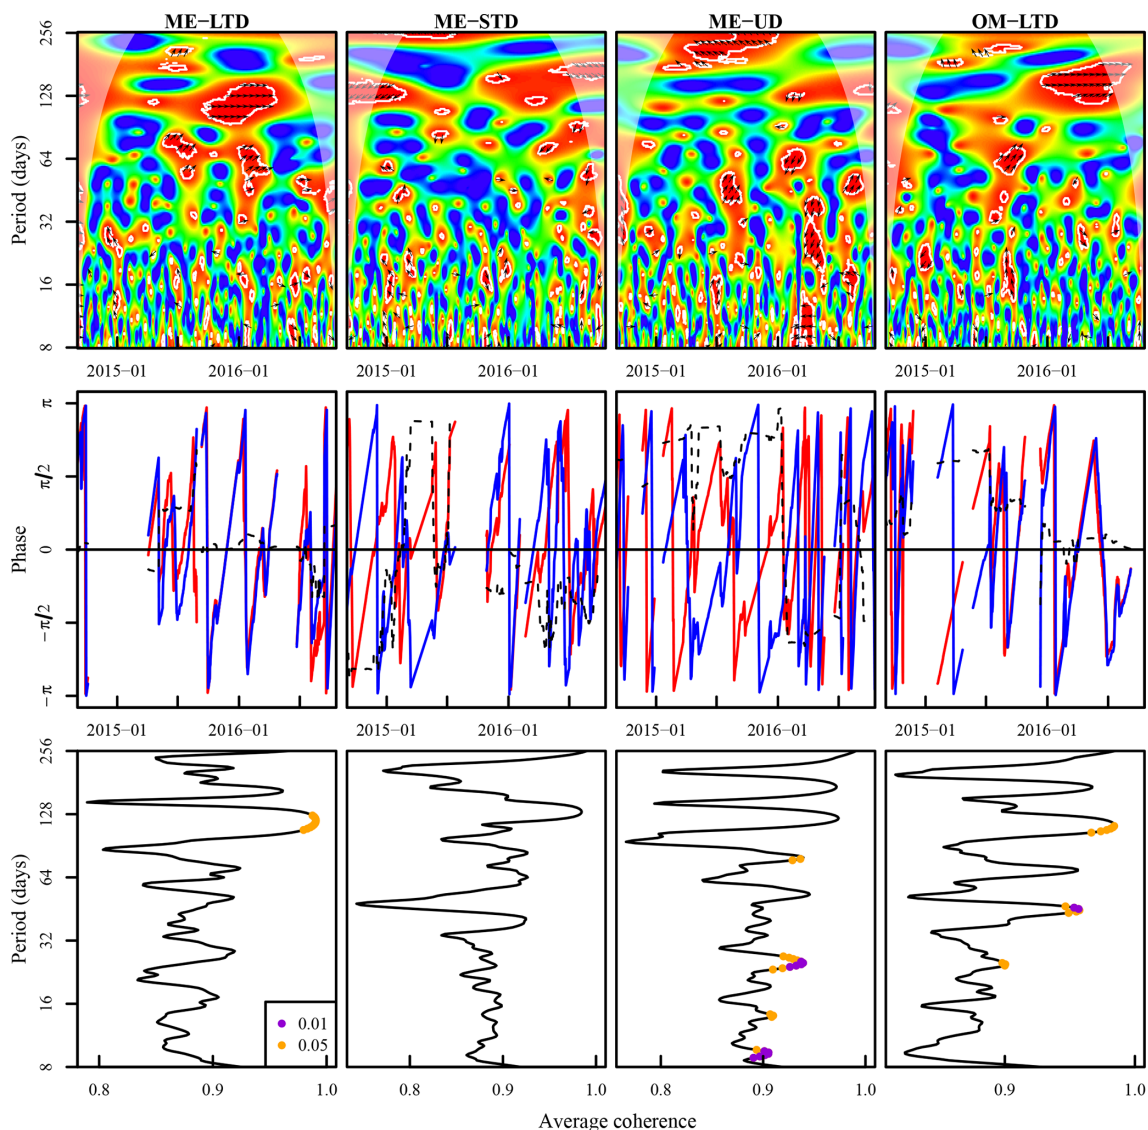 ME−LTD ME−STD ME−UD OM−LTD
256
128
64
32
16
8
Period (days)
2015−01 2016−01 2015−01 2016−01 2015−01 2016−01 2015−01 2016−01
π
π/2
0
−π/2
−π
Phase
2015−01 2016−01 2015−01 2016−01 2015−01 2016−01 2015−01 2016−01
256
128
64
32
16
8
Period (days)
0.01
0.05
0.8 0.9 1.0 1.0 0.8 0.9 1.0 0.9 1.0
Average coherence